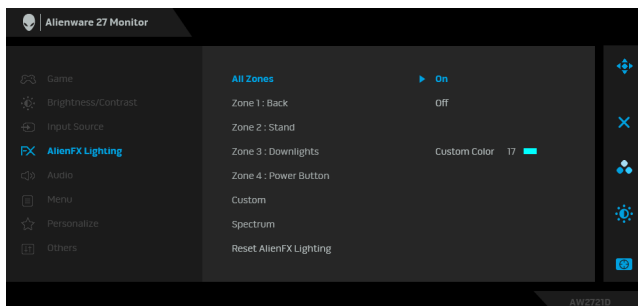 Alienware 27 Monitor
Game
Brightness/Contrast
Input Source
FX AlienFX Lighting
Audio
Menu
Personalize
Others
All Zones On
Zone 1 : Back Off
Zone 2 : Stand
Zone 3 : Downlights Custom Color 17
Zone 4 : Power Button
Custom
Spectrum
Reset AlienFX Lighting
AW2721D